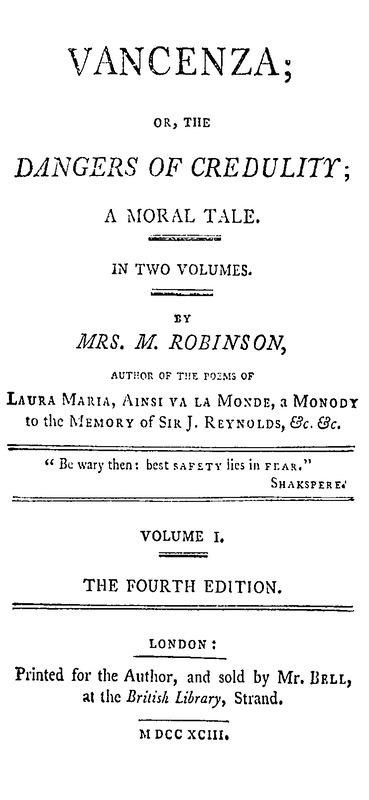 VANCENZA;
OR, THE
DANGERS OF CREDULITY;
A MORAL TALE.
IN TWO VOLUMES.
BY
MRS. M. ROBINSON,
AUTHOR OF THE POEMS OF
LAURA MARIA, AINSI VA LA MONDE, a MONODY
to the MEMORY of SIR J. REYNOLDS, &c. &c.
“ Be wary then: best SAFETY lies in FEAR.”
SHAKSPERE.
VOLUME I.
THE FOURTH EDITION.
LONDON:
Printed for the Author, and sold by Mr. BELL,
at the British Library, Strand.
M DCC XCIII.